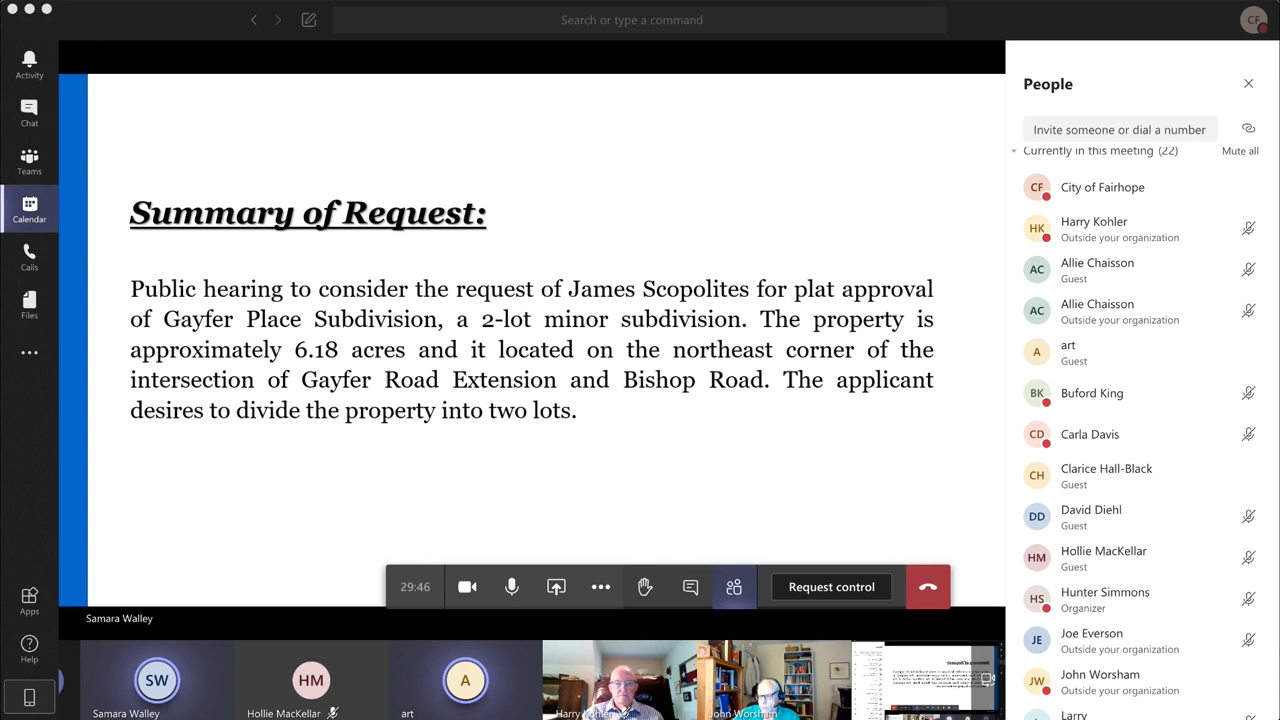 Search or type a command
CF
Activity
Chat
Teams
Calendar
Calls
Files
Apps
Help
Summary of Request:
Public hearing to consider the request of James Scopolites for plat approval
of Gayfer Place Subdivision, a 2-lot minor subdivision. The property is
approximately 6.18 acres and it located on the northeast corner of the
intersection of Gayfer Road Extension and Bishop Road. The applicant
desires to divide the property into two lots.
29:46
Request control
Samara Walley
SW
Samara Walley
HM
Hollie MacKellar
A
art
Harry Kohler
John Worsham
People
Invite someone or dial a number
Currently in this meeting (22)
Mute all
CF
City of Fairhope
HK
Harry Kohler
Outside your organization
AC
Allie Chaisson
Guest
AC
Allie Chaisson
Outside your organization
A
art
Guest
BK
Buford King
CD
Carla Davis
CH
Clarice Hall-Black
Guest
DD
David Diehl
Guest
HM
Hollie MacKellar
Guest
HS
Hunter Simmons
Organizer
JE
Joe Everson
Outside your organization
JW
John Worsham
Outside your organization
Larry